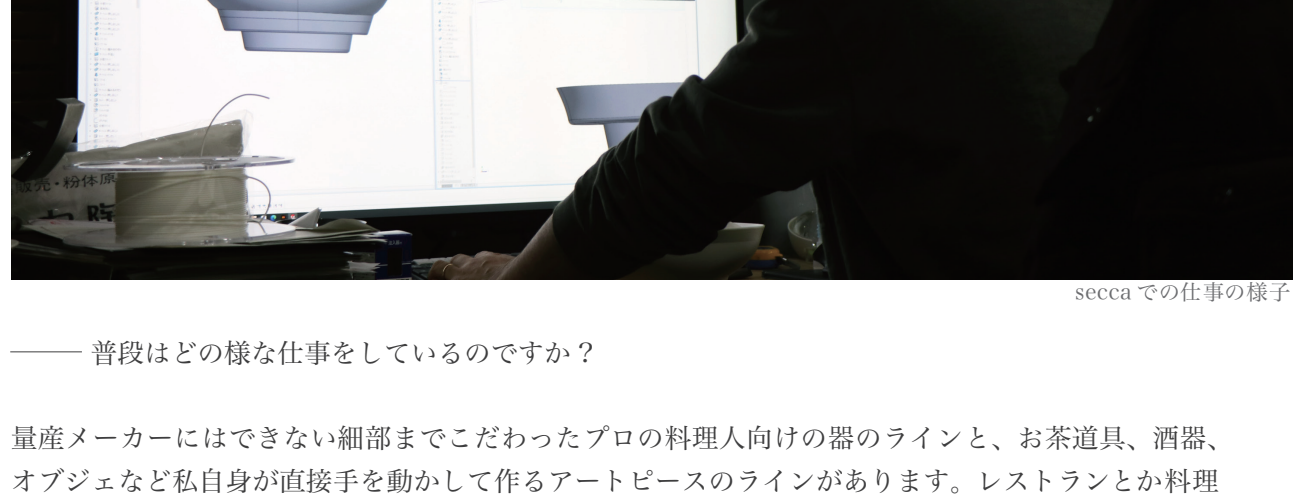 売・粉体原
secca での仕事の様子
―― 普段はどの様な仕事をしているのですか？
量産メーカーにはできない細部までこだわったプロの料理人向けの器のラインと、お茶道具、酒器、
オブジェなど私自身が直接手を動かして作るアートピースのラインがあります。レストランとか料理